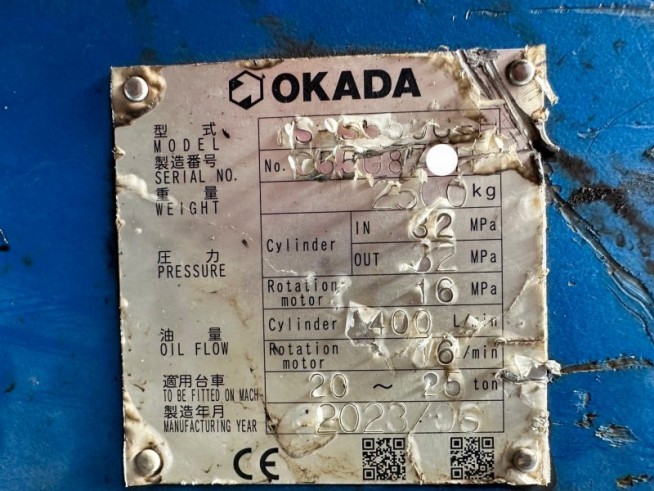 OKADA
型式
MODEL
製造番号 No.
SERIAL NO.
重量 2500 kg
WEIGHT
圧力 Cylinder IN 32 MPa
PRESSURE OUT 32 MPa
Rotation motor 16 MPa
油量 Cylinder 400 L/min
OIL FLOW Rotation motor /min
適用台車 20 ~ 25 ton
TO BE FITTED ON MACH
製造年月 2023/
MANUFACTURING YEAR
CE